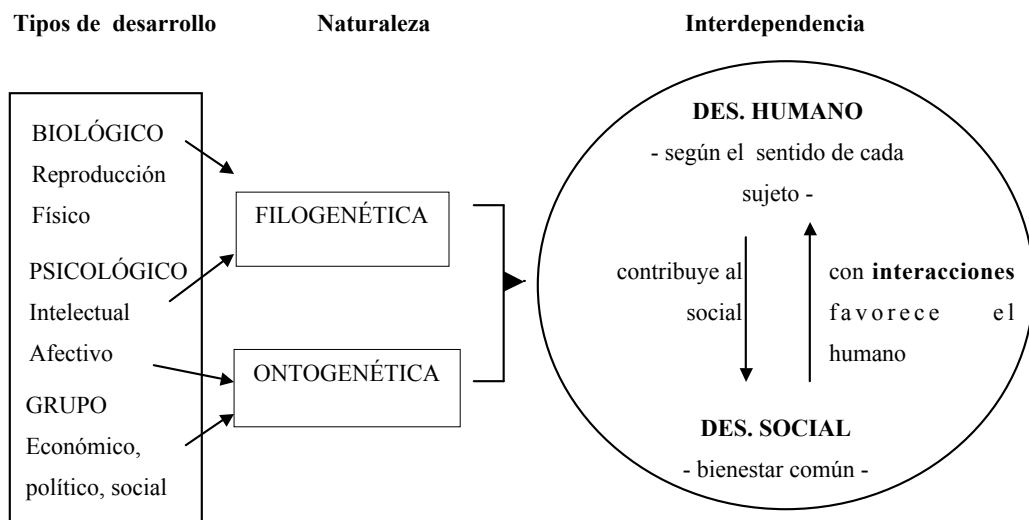 Tipos de desarrollo
Naturaleza
Interdependencia
BIOLÓGICO
Reproducción
Físico
PSICOLÓGICO
Intelectual
Afectivo
GRUPO
Económico,
político, social
FILOGENÉTICA
ONTOGENÉTICA
DES. HUMANO
- según el sentido de cada
sujeto -
contribuye al
social
con interacciones
favorece el
humano
DES. SOCIAL
- bienestar común -